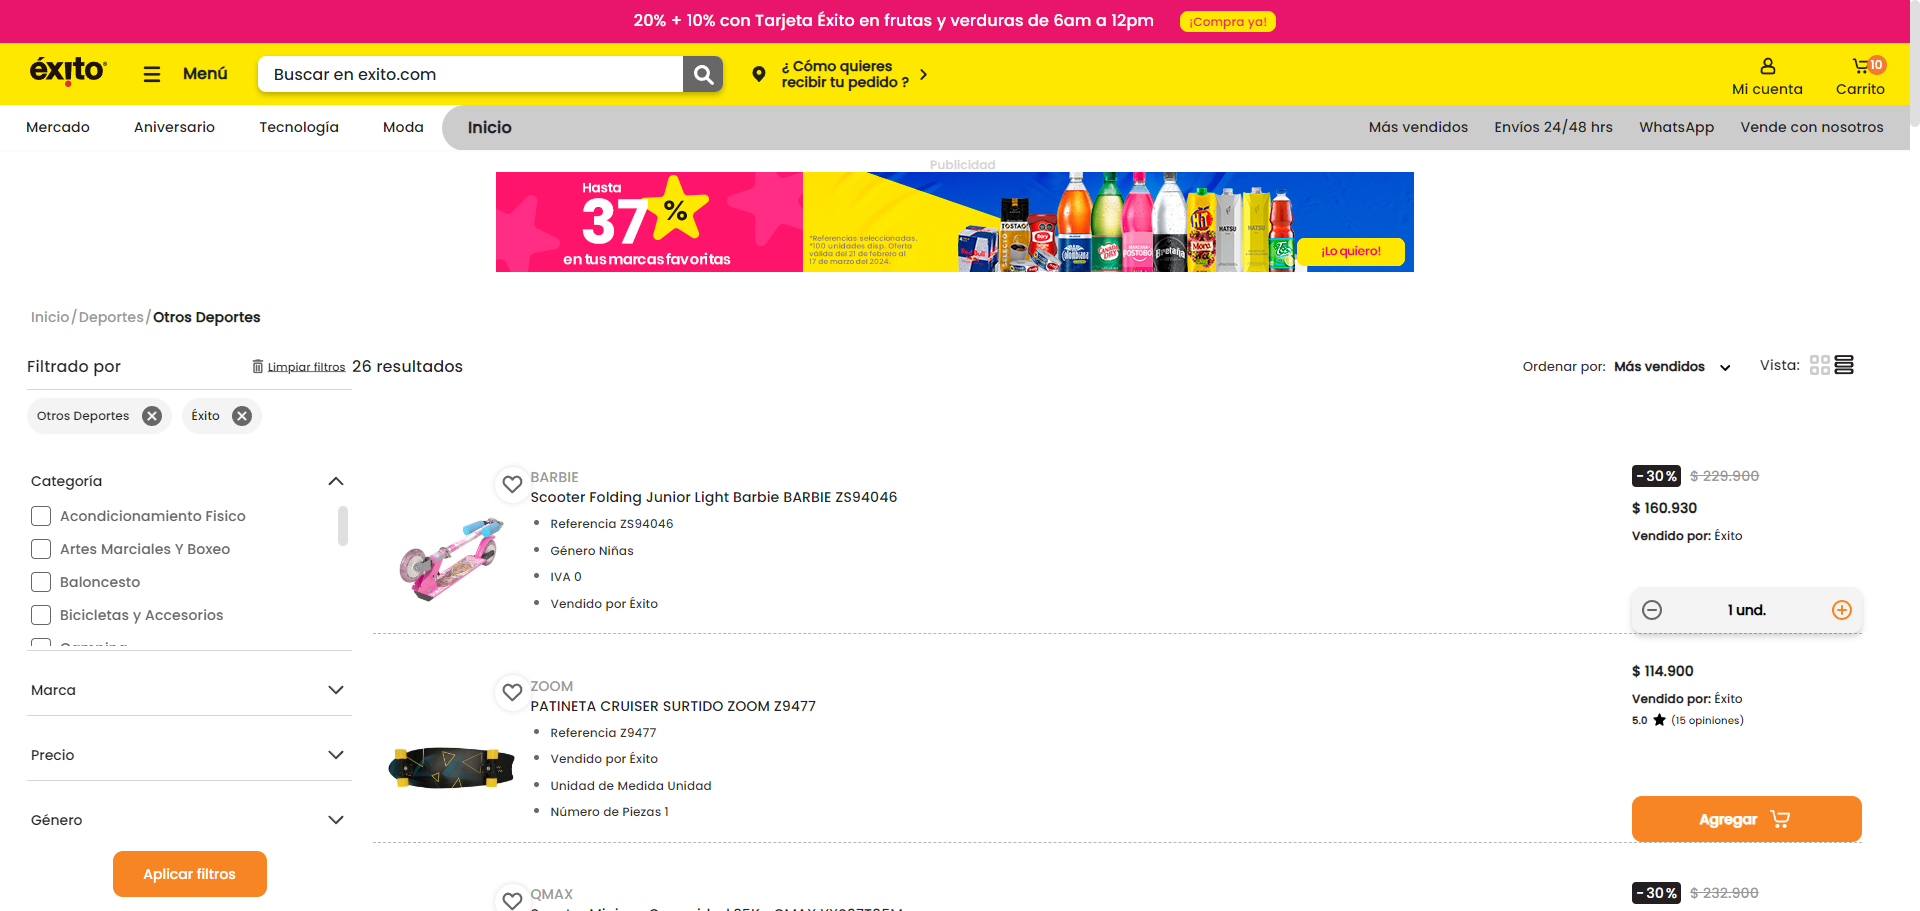 20% + 10% con Tarjeta Éxito en frutas y verduras de 6am a 12pm
¡Compra ya!
éxito
Menú
Buscar en exito.com
¿ Cómo quieres
recibir tu pedido ?
Mi cuenta
10
Carrito
Mercado
Aniversario
Tecnología
Moda
Inicio
Más vendidos
Envíos 24/48 hrs
WhatsApp
Vende con nosotros
Publicidad
Hasta
37 %
en tus marcas favoritas
*Referencias seleccionadas.
*100 unidades disp. Oferta
válida del 21 de febrero al
17 de marzo del 2024.
¡Lo quiero!
Inicio/Deportes/Otros Deportes
Filtrado por
Limpiar filtros
26 resultados
Ordenar por: Más vendidos
Vista:
Otros Deportes
Éxito
Categoría
Acondicionamiento Fisico
Artes Marciales Y Boxeo
Baloncesto
Bicicletas y Accesorios
Marca
Precio
Género
Aplicar filtros
BARBIE
Scooter Folding Junior Light Barbie BARBIE ZS94046
Referencia ZS94046
Género Niñas
IVA 0
Vendido por Éxito
-30%
$ 229.900
$ 160.930
Vendido por: Éxito
1 und.
ZOOM
PATINETA CRUISER SURTIDO ZOOM Z9477
Referencia Z9477
Vendido por Éxito
Unidad de Medida Unidad
Número de Piezas 1
$ 114.900
Vendido por: Éxito
5.0 ★ (15 opiniones)
Agregar
QMAX
-30%
$ 232.900